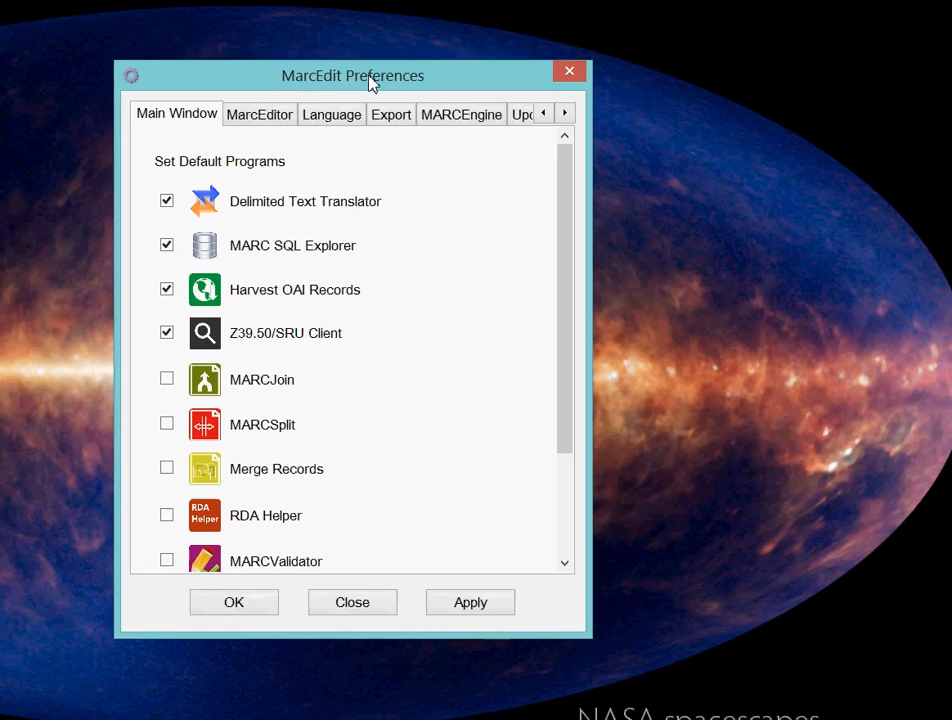 MarcEdit Preferences
Main Window MarcEditor Language Export MARCEngine
Set Default Programs
Delimited Text Translator
MARC SQL Explorer
Harvest OAI Records
Z39.50/SRU Client
MARCJoin
MARCSplit
Merge Records
RDA Helper RDA Helper
MARCValidator
OK Close Apply
NASA spacescapes